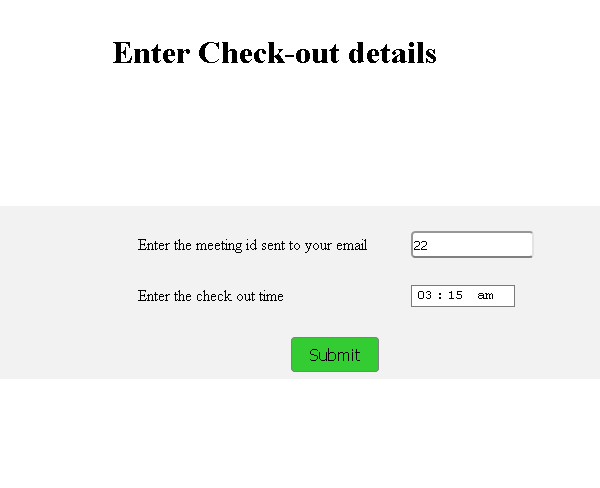 Enter Check-out details
Enter the meeting id sent to your email 22
Enter the check out time 03 : 15 am
Submit